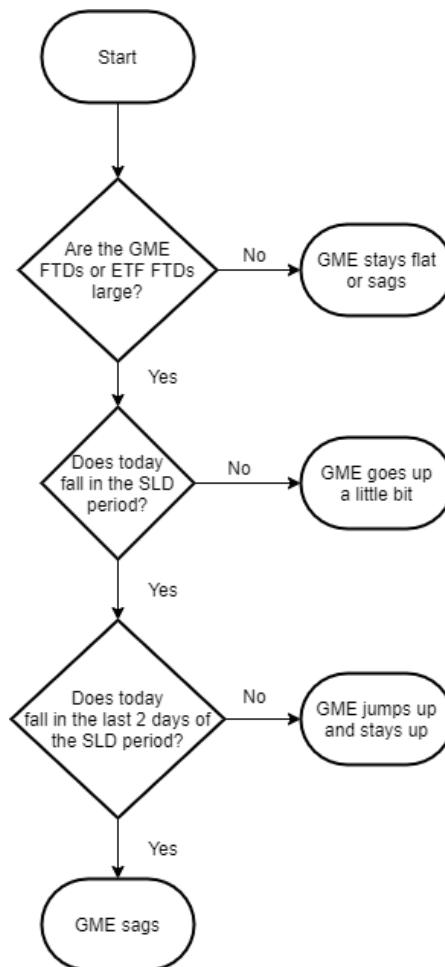 Start
Are the GME
FTDs or ETF FTDs
large?
No
GME stays flat
or sags
Yes
Does today
fall in the SLD
period?
No
GME goes up
a little bit
Yes
Does today
fall in the last 2 days of
the SLD period?
No
GME jumps up
and stays up
Yes
GME sags